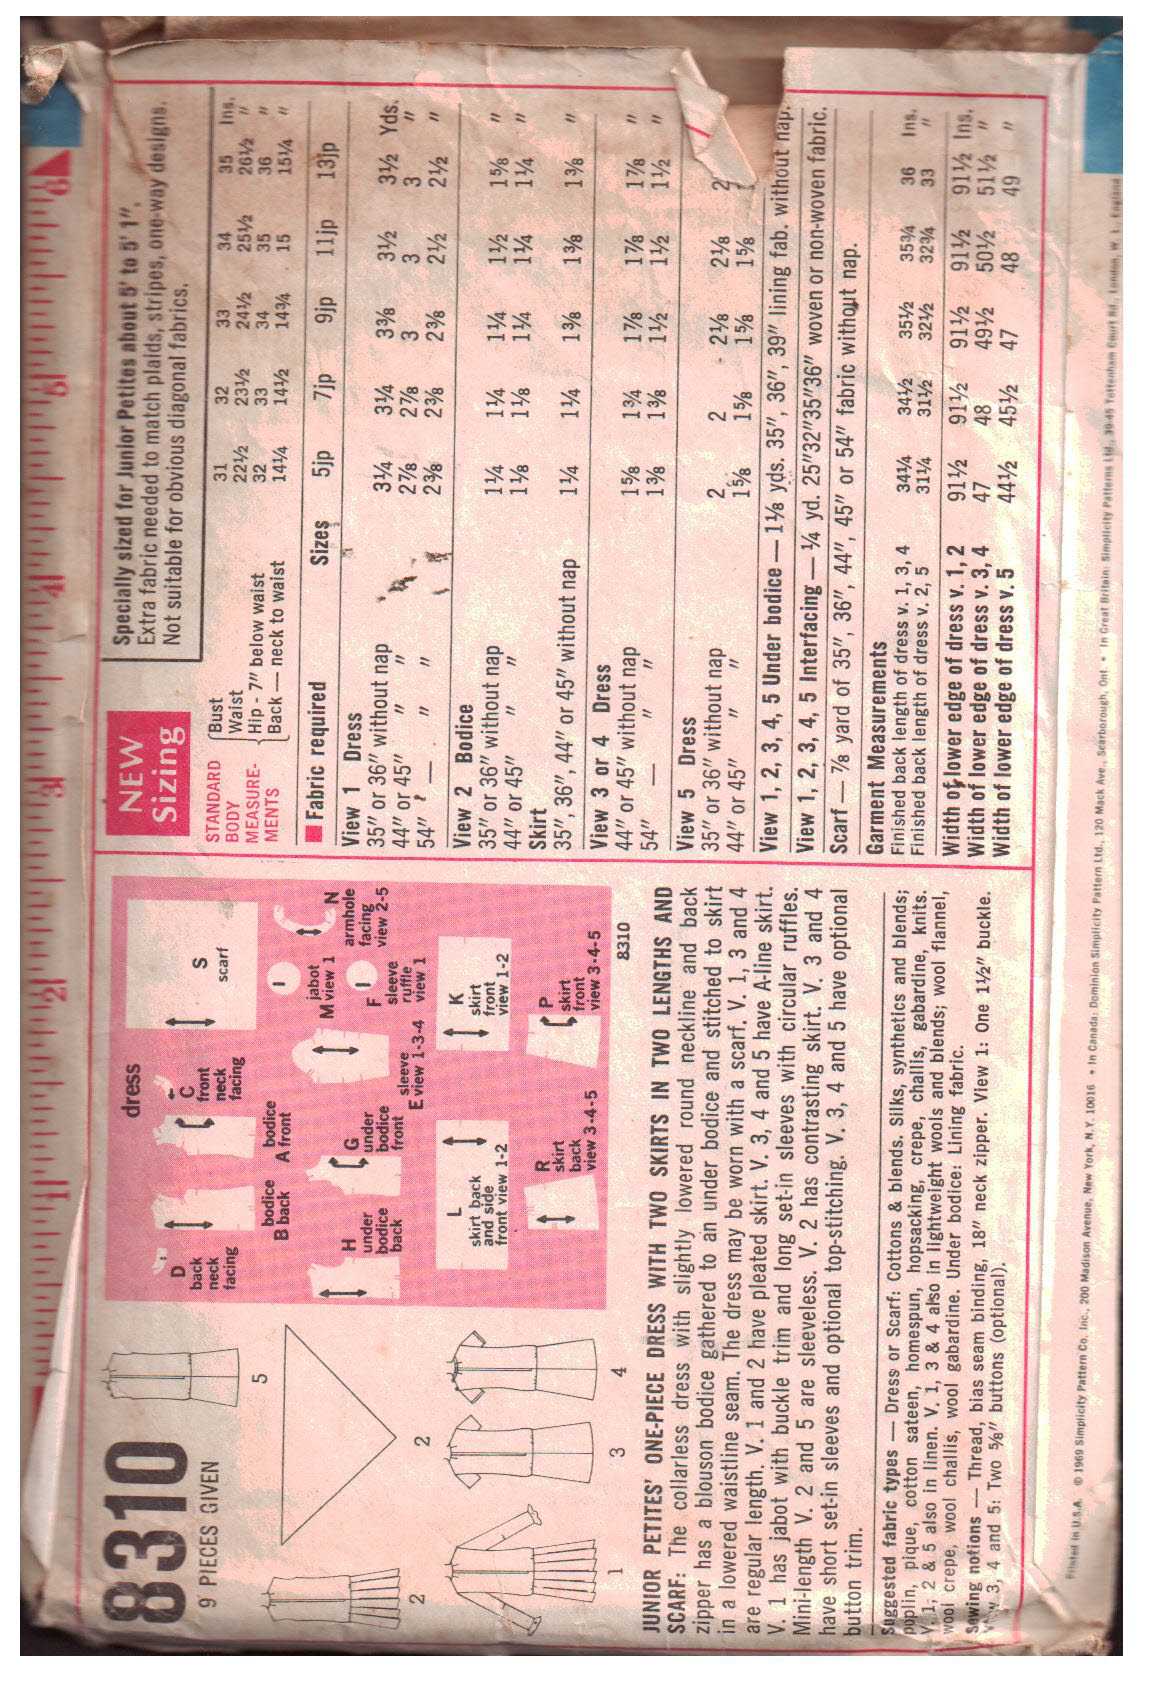 1
2
3
4
5
6
8310
9 PIECES GIVEN
2
5
2
1
3
4
dress
D
back
neck
facing
B bodice
back
A bodice
front
C
front
neck
facing
S
scarf
H
under
bodice
back
G
under
bodice
front
E sleeve
view 1-3-4
jabot
M view 1
F sleeve
ruffle
view 1
N
armhole
facing
view 2-5
L
skirt back
and side
front view 1-2
K
skirt
front
view 1-2
R
skirt
back
view 3-4-5
P
skirt
front
view 3-4-5
8310
JUNIOR PETITES' ONE-PIECE DRESS WITH TWO SKIRTS IN TWO LENGTHS AND
SCARF: The collarless dress with slightly lowered round neckline and back
zipper has a blouson bodice gathered to an under bodice and stitched to skirt
in a lowered waistline seam. The dress may be worn with a scarf. V. 1, 3 and 4
are regular length. V. 1 and 2 have pleated skirt. V. 3, 4 and 5 have A-line skirt.
V. 1 has jabot with buckle trim and long set-in sleeves with circular ruffles.
Mini-length V. 2 and 5 are sleeveless. V. 2 has contrasting skirt. V. 3 and 4
have short set-in sleeves and optional top-stitching. V. 3, 4 and 5 have optional
button trim.
Suggested fabric types — Dress or Scarf: Cottons & blends. Silks, synthetics and blends;
poplin, pique, cotton sateen, homespun, hopsacking, crepe, challis, gabardine, knits.
V. 1, 2 & 5 also in linen. V. 1, 3 & 4 also in lightweight wools and blends; wool flannel,
wool crepe, wool challis, wool gabardine. Under bodice: Lining fabric.
Sewing notions — Thread, bias seam binding, 18" neck zipper. View 1: One 1½" buckle.
3, 4 and 5: Two ⅝" buttons (optional).
NEW
Sizing
Specially sized for Junior Petites about 5' to 5' 1".
Extra fabric needed to match plaids, stripes, one-way designs.
Not suitable for obvious diagonal fabrics.
STANDARD
BODY
MEASURE-
MENTS
Bust 31 32 33 34 35 Ins.
Waist 22½ 23½ 24½ 25½ 26½ "
Hip - 7" below waist 32 33 34 35 36 "
Back — neck to waist 14¼ 14½ 14¾ 15 15¼ "
Fabric required Sizes 5jp 7jp 9jp 11jp 13jp
View 1 Dress
35" or 36" without nap 3¼ 3¼ 3⅜ 3½ 3½ Yds.
44" or 45" " " 2⅞ 2⅞ 3 3 3 "
54" — " " 2⅜ 2⅜ 2⅜ 2½ 2½ "
View 2 Bodice
35" or 36" without nap 1¼ 1¼ 1¼ 1½ 1⅝ "
44" or 45" " " 1⅛ 1⅛ 1¼ 1¼ 1¼ "
Skirt
35", 36", 44" or 45" without nap 1¼ 1¼ 1⅜ 1⅜ 1⅜ "
View 3 or 4 Dress
44" or 45" without nap 1⅝ 1¾ 1⅞ 1⅞ 1⅞ "
54" — " " 1⅜ 1⅜ 1½ 1½ 1½ "
View 5 Dress
35" or 36" without nap 2 2 2⅛ 2⅛ 2
44" or 45" " " 1⅝ 1⅝ 1⅝ 1⅝
View 1, 2, 3, 4, 5 Under bodice — 1⅛ yds. 35", 36", 39" lining fab. without nap.
View 1, 2, 3, 4, 5 Interfacing — ¼ yd. 25"32"35"36" woven or non-woven fabric.
Scarf — ⅞ yard of 35", 36", 44", 45" or 54" fabric without nap.
Garment Measurements
Finished back length of dress v. 1, 3, 4 34¼ 34½ 35½ 35¾ 36 Ins.
Finished back length of dress v. 2, 5 31¼ 31½ 32½ 32¾ 33 "
Width of lower edge of dress v. 1, 2 91½ 91½ 91½ 91½ 91½ Ins.
Width of lower edge of dress v. 3, 4 47 48 49½ 50½ 51½ "
Width of lower edge of dress v. 5 44½ 45½ 47 48 49 "
Printed in U.S.A. © 1969 Simplicity Pattern Co. Inc., 200 Madison Avenue, New York, N.Y. 10016 • In Canada: Dominion Simplicity Pattern Ltd., 120 Mack Ave., Scarborough, Ont. • In Great Britain: Simplicity Patterns Ltd., 39-45 Tottenham Court Rd., London, W. 1., England